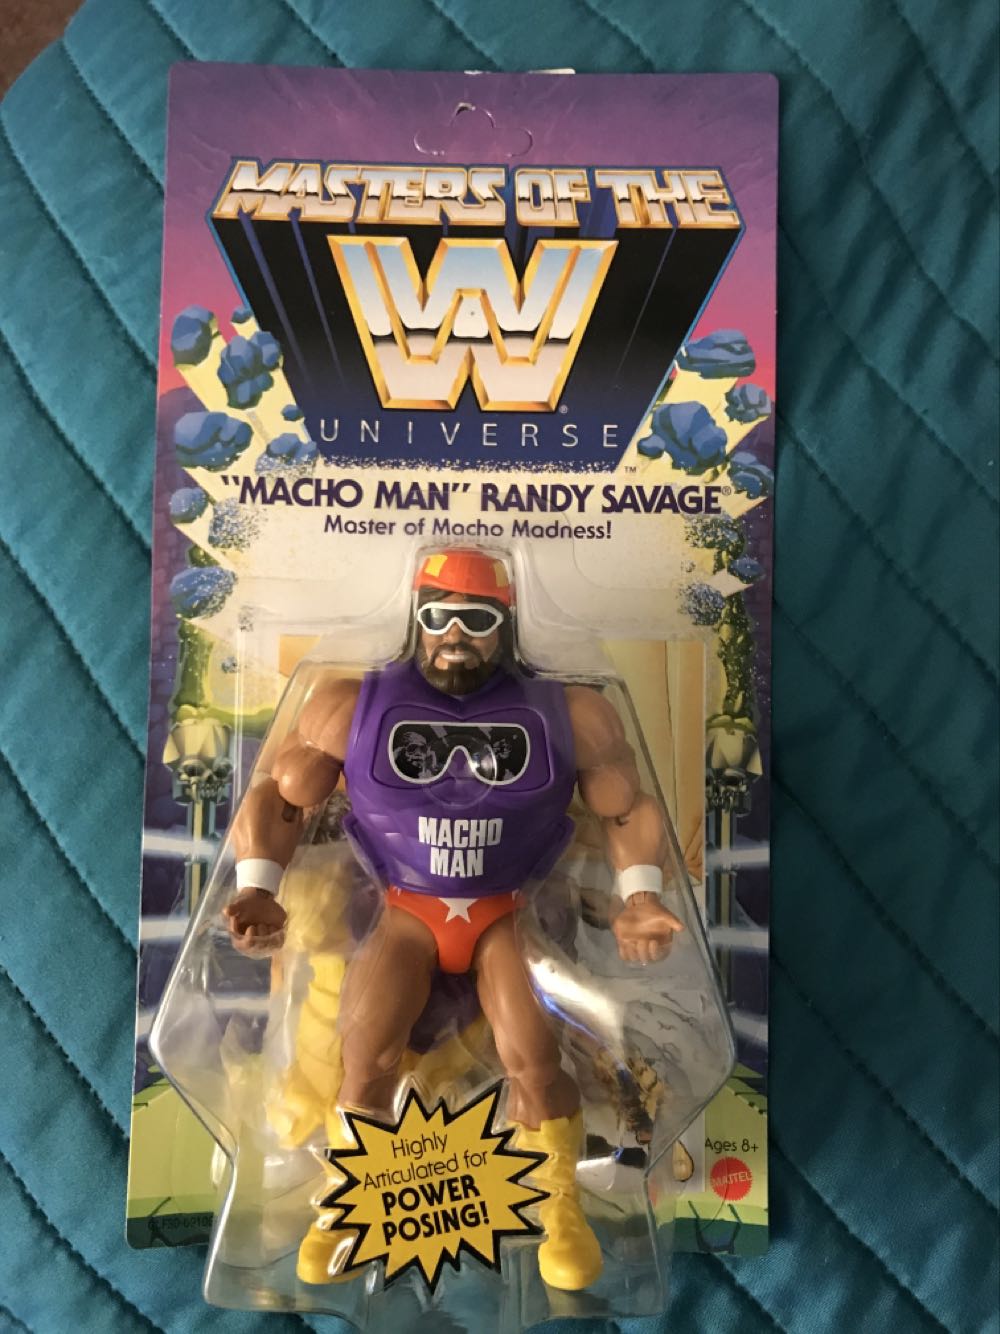 MASTERS OF THE
W
®
UNIVERSE
™
"MACHO MAN" RANDY SAVAGE®
Master of Macho Madness!
MACHO
MAN
Highly
Articulated for
POWER
POSING!
Ages 8+
MATTEL